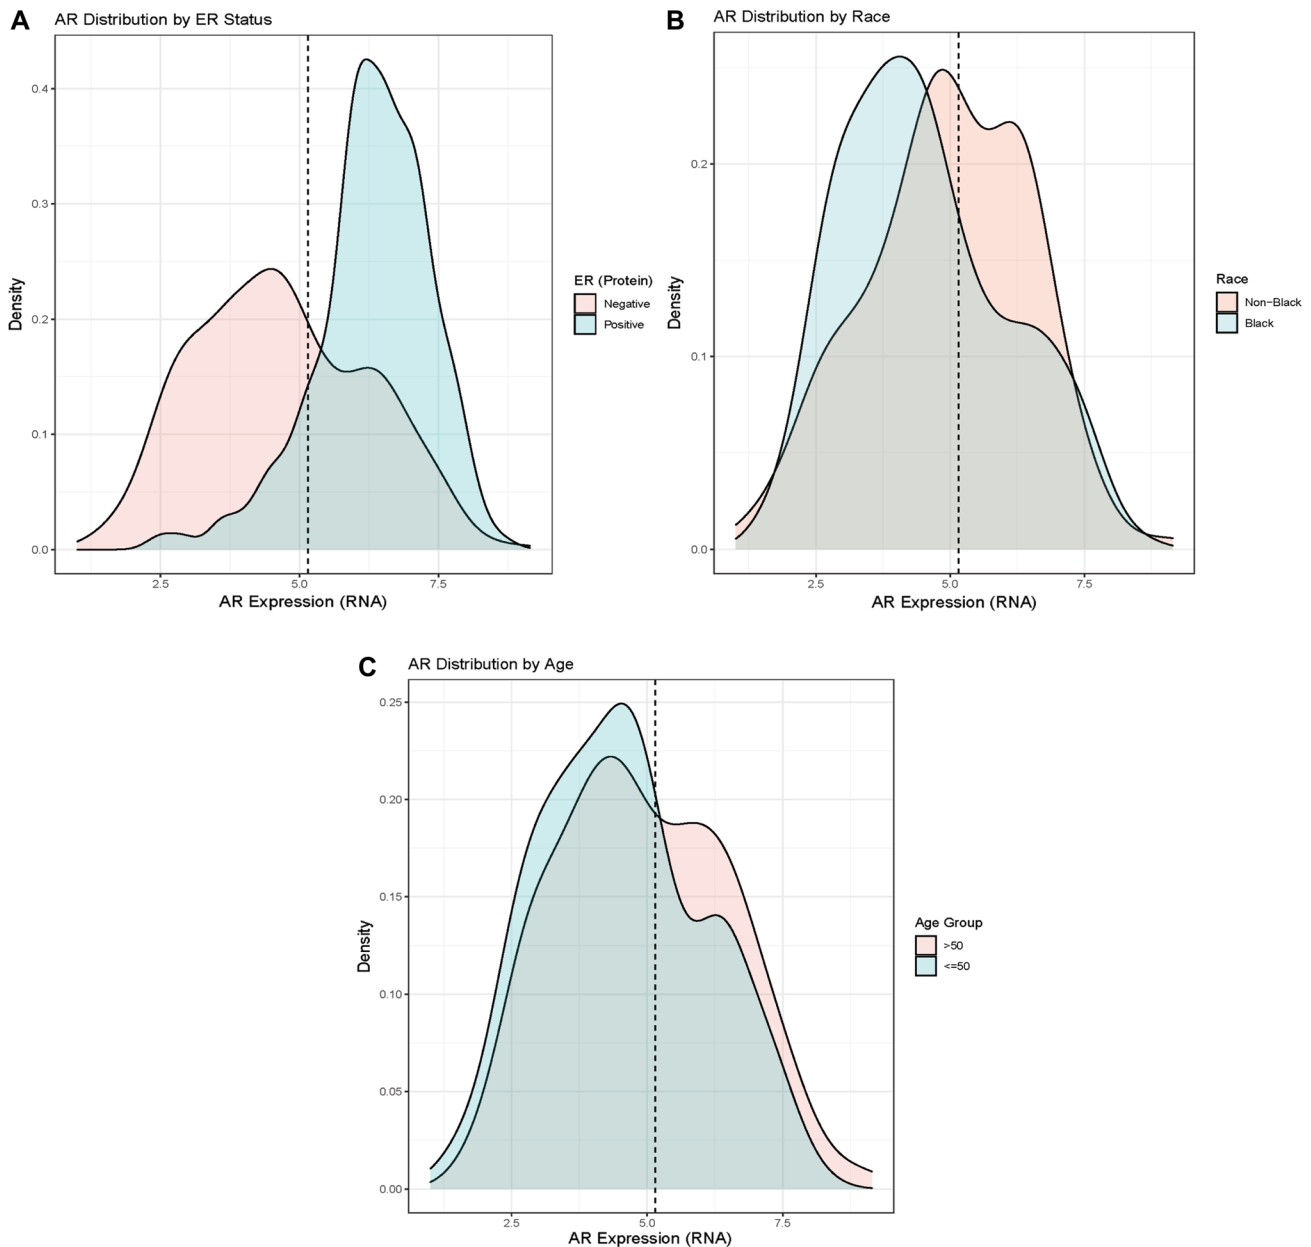 A
AR Distribution by ER Status
0.4
0.3
0.2
0.1
0.0
Density
2.5 5.0 7.5
AR Expression (RNA)
ER (Protein)
Negative
Positive
B
AR Distribution by Race
0.2
0.1
0.0
Density
2.5 5.0 7.5
AR Expression (RNA)
Race
Non−Black
Black
C
AR Distribution by Age
0.25
0.20
0.15
0.10
0.05
0.00
Density
2.5 5.0 7.5
AR Expression (RNA)
Age Group
>50
<=50